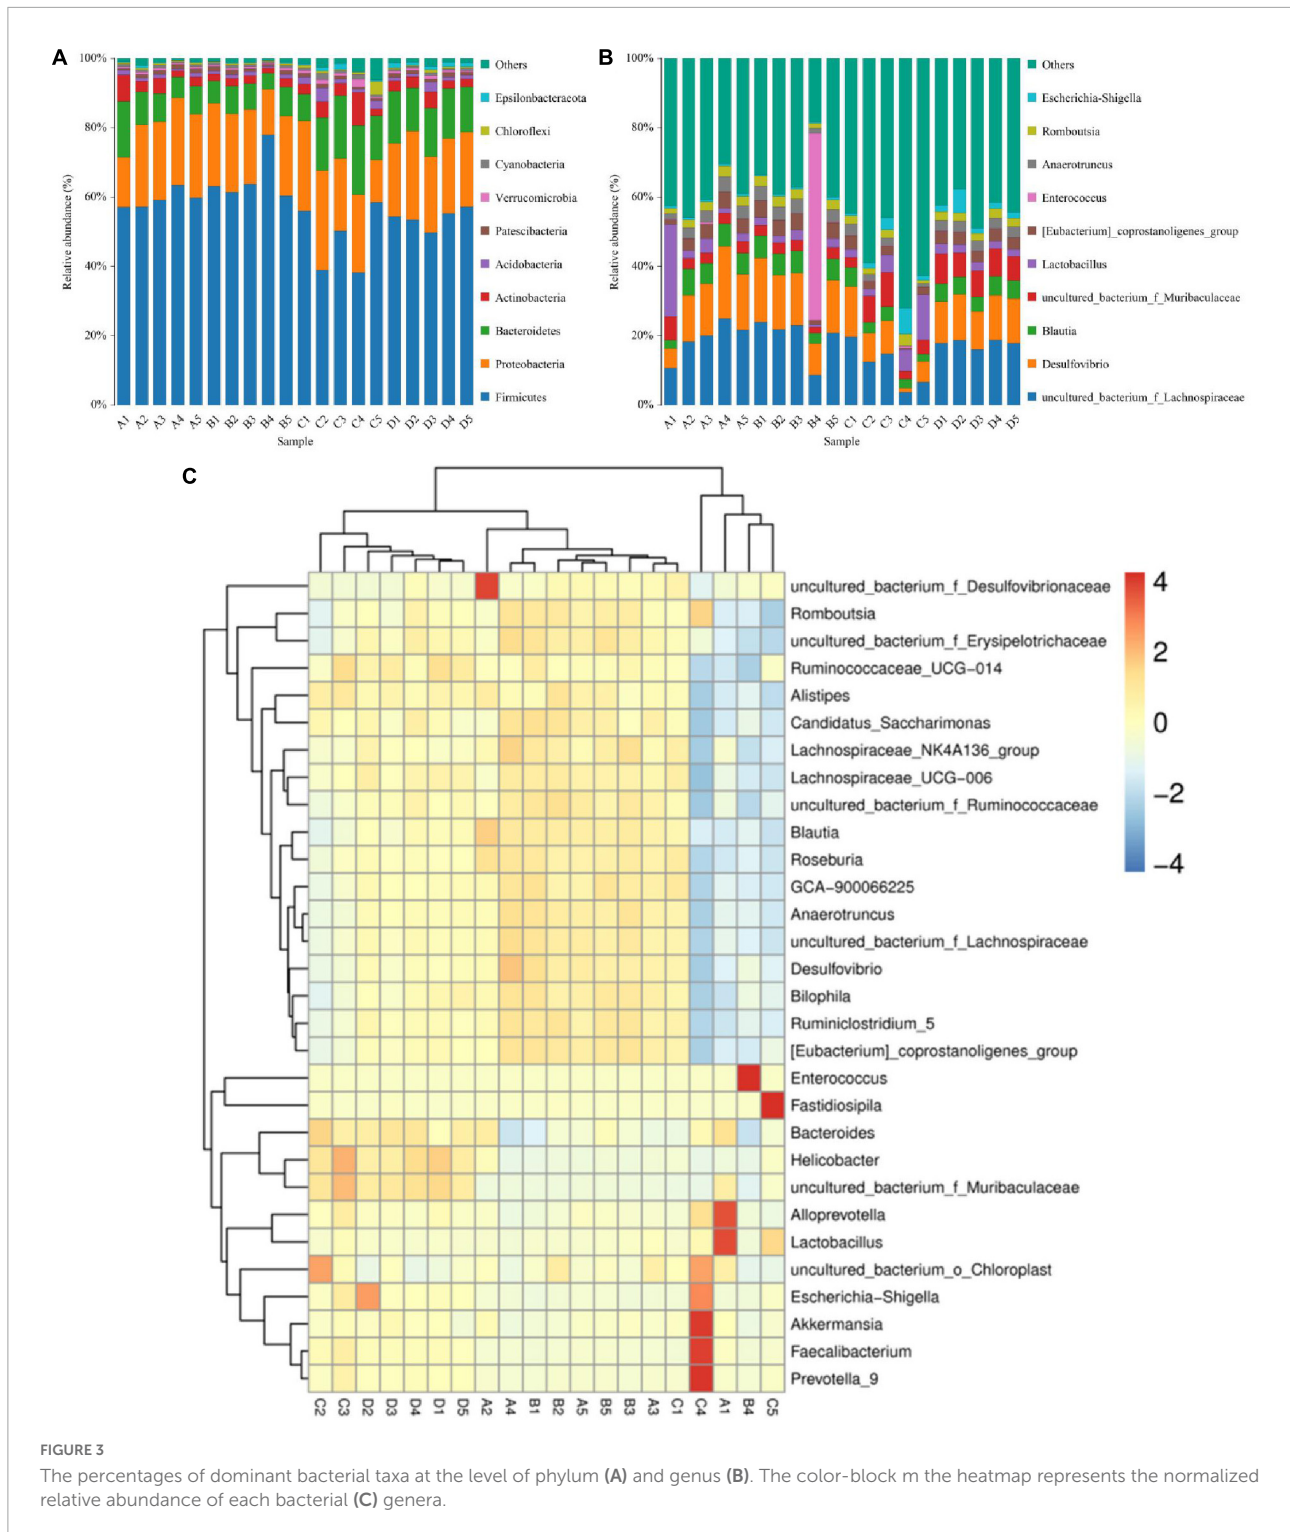 A
100%
80%
60%
40%
20%
0%
Relative abundance (%)
A1 A2 A3 A4 A5 B1 B2 B3 B4 B5 C1 C2 C3 C4 C5 D1 D2 D3 D4 D5
Sample
Others
Epsilonbacteraeota
Chloroflexi
Cyanobacteria
Verrucomicrobia
Patescibacteria
Acidobacteria
Actinobacteria
Bacteroidetes
Proteobacteria
Firmicutes
B
100%
80%
60%
40%
20%
0%
Relative abundance (%)
A1 A2 A3 A4 A5 B1 B2 B3 B4 B5 C1 C2 C3 C4 C5 D1 D2 D3 D4 D5
Sample
Others
Escherichia-Shigella
Romboutsia
Anaerotruncus
Enterococcus
[Eubacterium]_coprostanoligenes_group
Lactobacillus
uncultured_bacterium_f_Muribaculaceae
Blautia
Desulfovibrio
uncultured_bacterium_f_Lachnospiraceae
C
uncultured_bacterium_f_Desulfovibrionaceae
Romboutsia
uncultured_bacterium_f_Erysipelotrichaceae
Ruminococcaceae_UCG−014
Alistipes
Candidatus_Saccharimonas
Lachnospiraceae_NK4A136_group
Lachnospiraceae_UCG−006
uncultured_bacterium_f_Ruminococcaceae
Blautia
Roseburia
GCA−900066225
Anaerotruncus
uncultured_bacterium_f_Lachnospiraceae
Desulfovibrio
Bilophila
Ruminiclostridium_5
[Eubacterium]_coprostanoligenes_group
Enterococcus
Fastidiosipila
Bacteroides
Helicobacter
uncultured_bacterium_f_Muribaculaceae
Alloprevotella
Lactobacillus
uncultured_bacterium_o_Chloroplast
Escherichia−Shigella
Akkermansia
Faecalibacterium
Prevotella_9
C2 C3 D2 D3 D4 D1 D5 A2 A4 B1 B2 A5 B5 B3 A3 C1 C4 A1 B4 C5
4
2
0
−2
−4
FIGURE 3
The percentages of dominant bacterial taxa at the level of phylum (A) and genus (B). The color-block m the heatmap represents the normalized
relative abundance of each bacterial (C) genera.